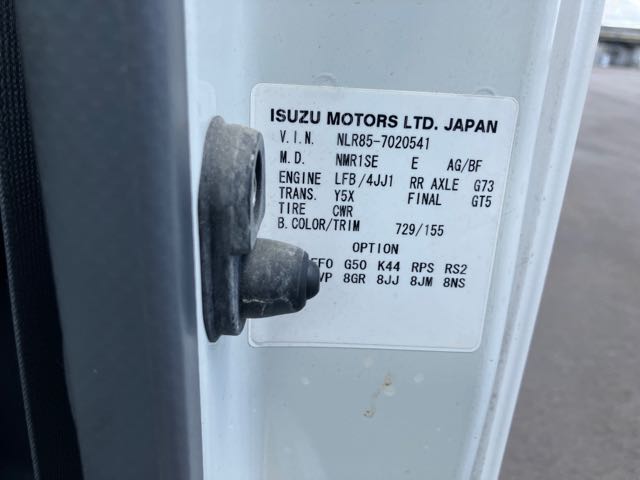 ISUZU MOTORS LTD. JAPAN
V.I.N. NLR85-7020541
M.D. NMR1SE E AG/BF
ENGINE LFB/4JJ1 RR AXLE G73
TRANS. Y5X FINAL GT5
TIRE CWR
B.COLOR/TRIM 729/155
OPTION
G50 K44 RPS RS2
8GR 8JJ 8JM 8NS